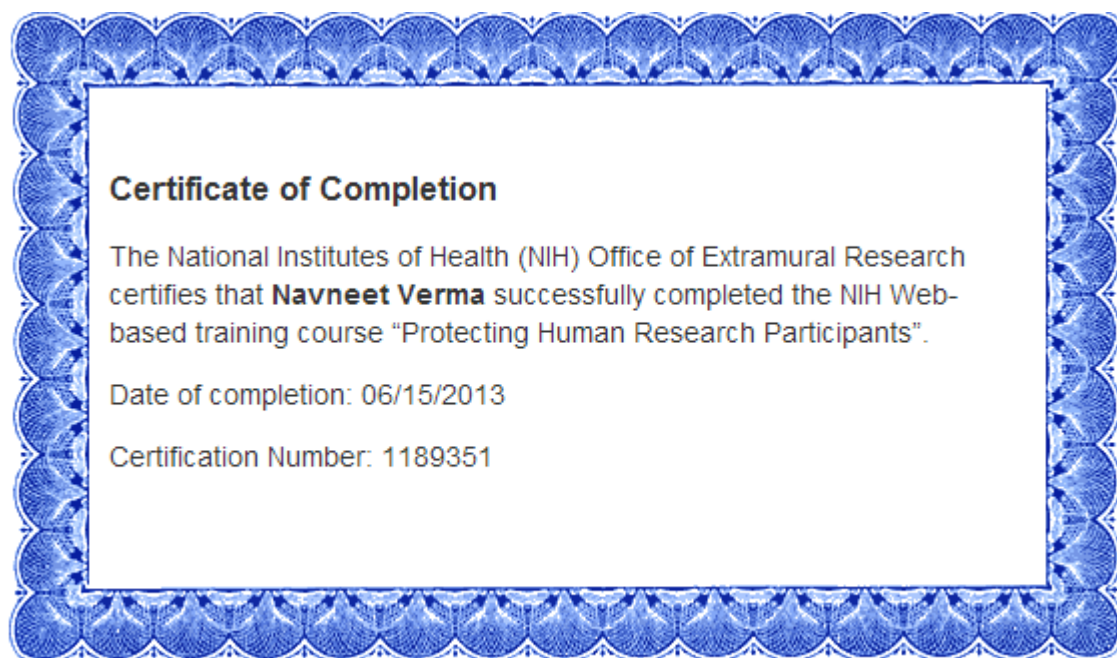 Certificate of Completion
The National Institutes of Health (NIH) Office of Extramural Research
certifies that Navneet Verma successfully completed the NIH Web-
based training course “Protecting Human Research Participants”.
Date of completion: 06/15/2013
Certification Number: 1189351